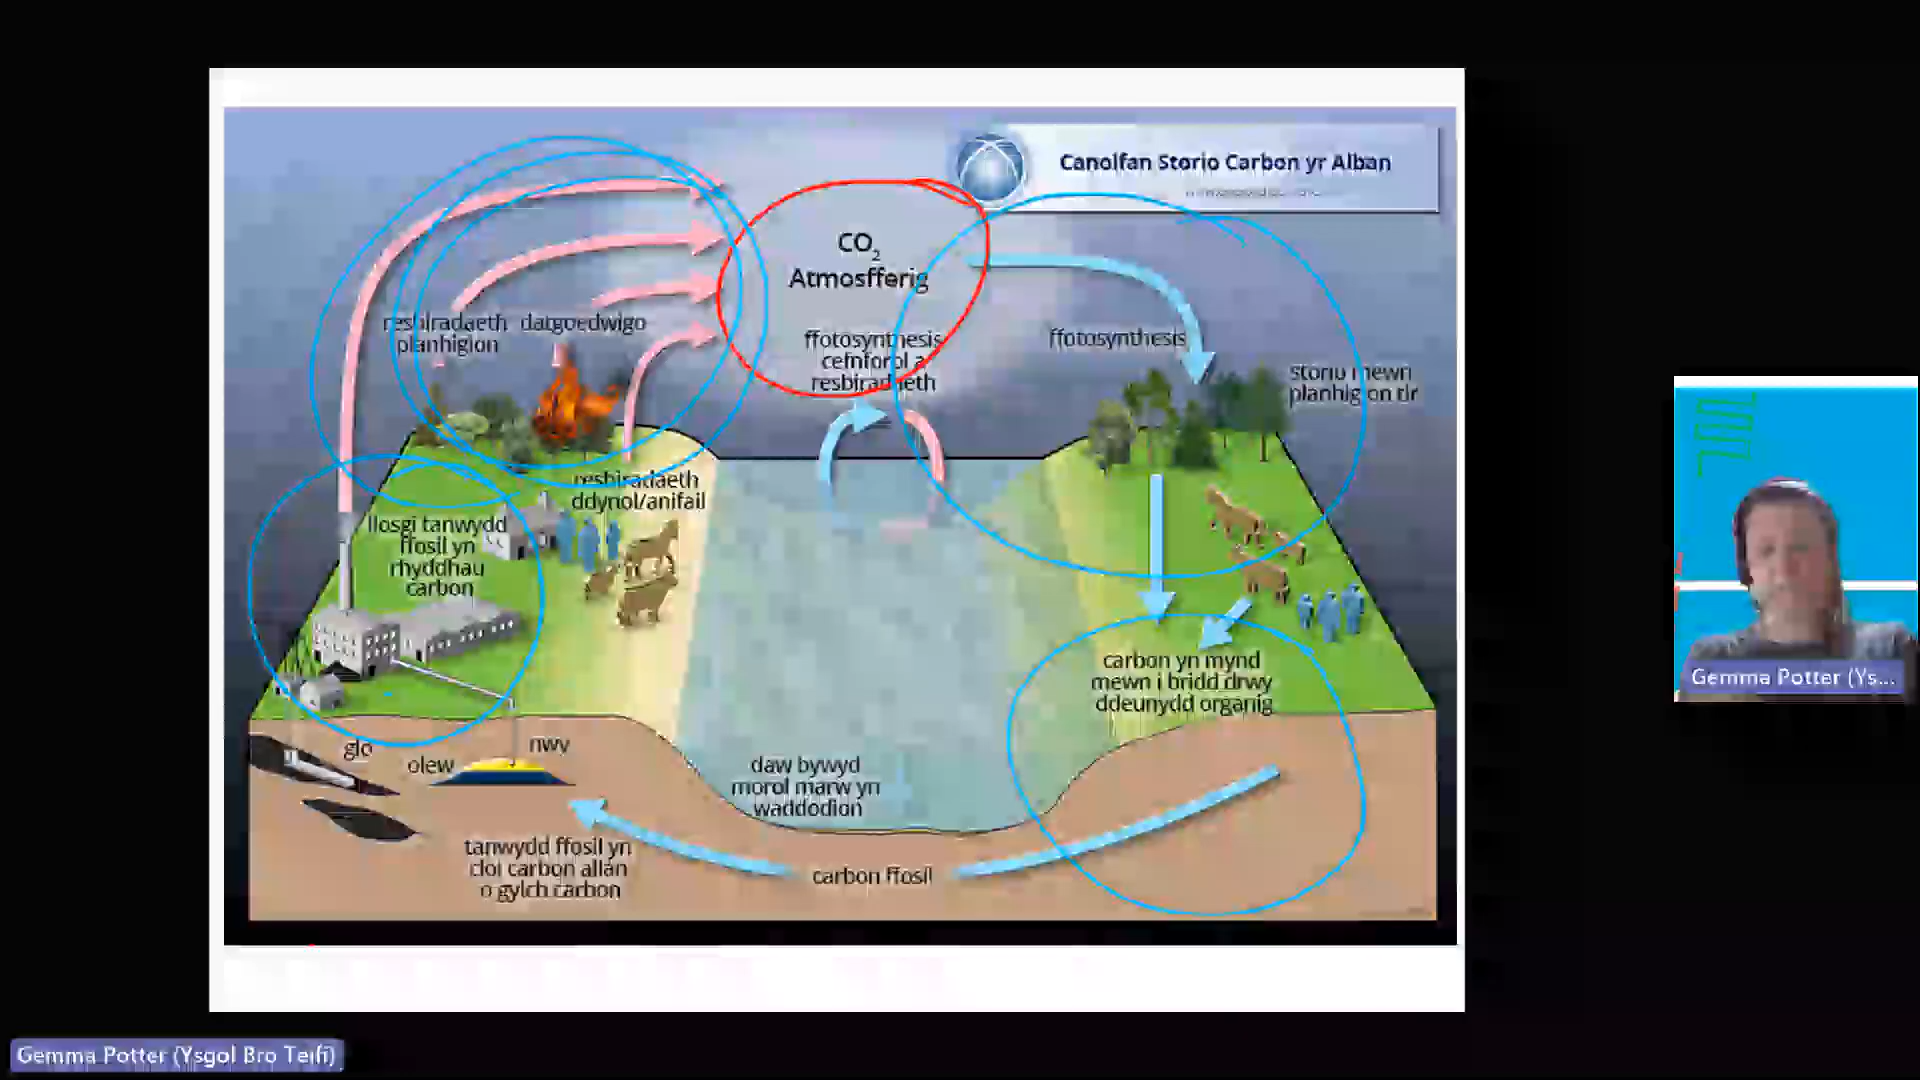 Canolfan Storio Carbon yr Alban
CO2
Atmosfferig
resbiradaeth
planhigion
datgoedwigo
ffotosynthesis
cefnforol a
resbiradaeth
ffotosynthesis
storio mewn
planhigion tir
resbiradaeth
ddynol/anifail
llosgi tanwydd
ffosil yn
rhyddhau
carbon
carbon yn mynd
mewn i bridd drwy
ddeunydd organig
glo
olew
nwy
daw bywyd
morol marw yn
waddodion
tanwydd ffosil yn
cloi carbon allan
o gylch carbon
carbon ffosil
Gemma Potter (Ys...
Gemma Potter (Ysgol Bro Teifi)